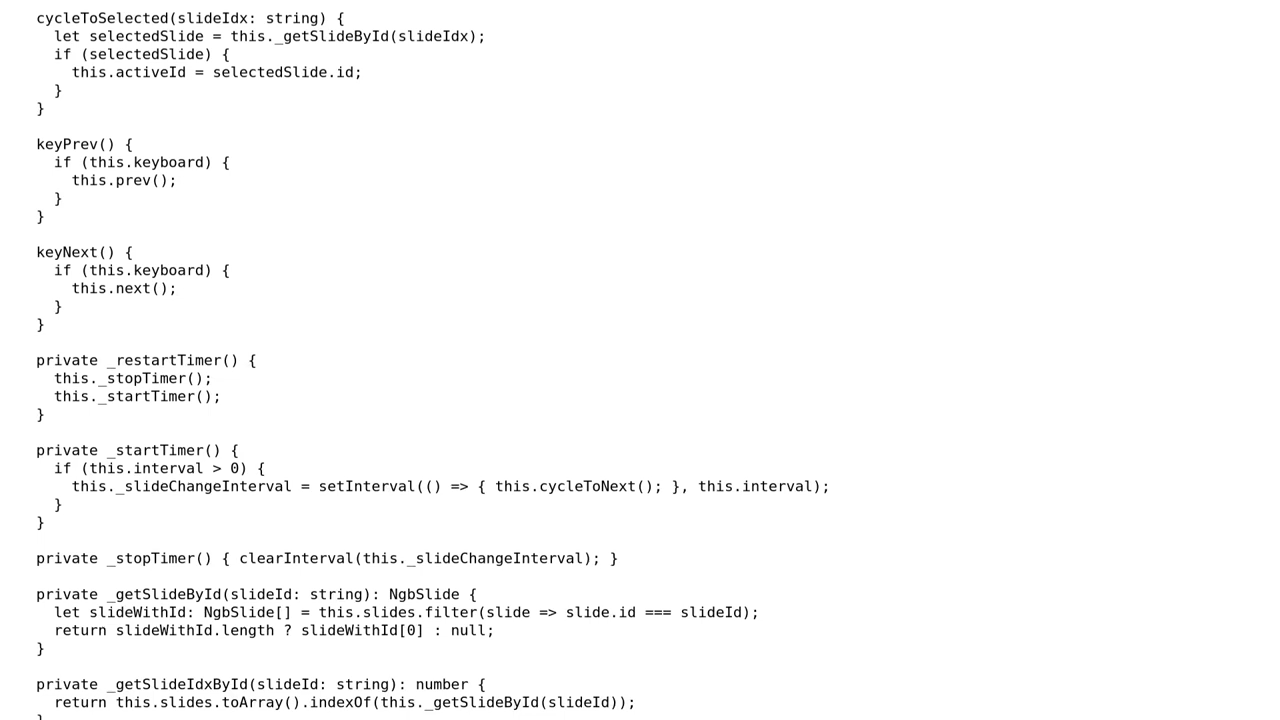 cycleToSelected(slideIdx: string) {
  let selectedSlide = this._getSlideById(slideIdx);
  if (selectedSlide) {
    this.activeId = selectedSlide.id;
  }
}

keyPrev() {
  if (this.keyboard) {
    this.prev();
  }
}

keyNext() {
  if (this.keyboard) {
    this.next();
  }
}

private _restartTimer() {
  this._stopTimer();
  this._startTimer();
}

private _startTimer() {
  if (this.interval > 0) {
    this._slideChangeInterval = setInterval(() => { this.cycleToNext(); }, this.interval);
  }
}

private _stopTimer() { clearInterval(this._slideChangeInterval); }

private _getSlideById(slideId: string): NgbSlide {
  let slideWithId: NgbSlide[] = this.slides.filter(slide => slide.id === slideId);
  return slideWithId.length ? slideWithId[0] : null;
}

private _getSlideIdxById(slideId: string): number {
  return this.slides.toArray().indexOf(this._getSlideById(slideId));
}